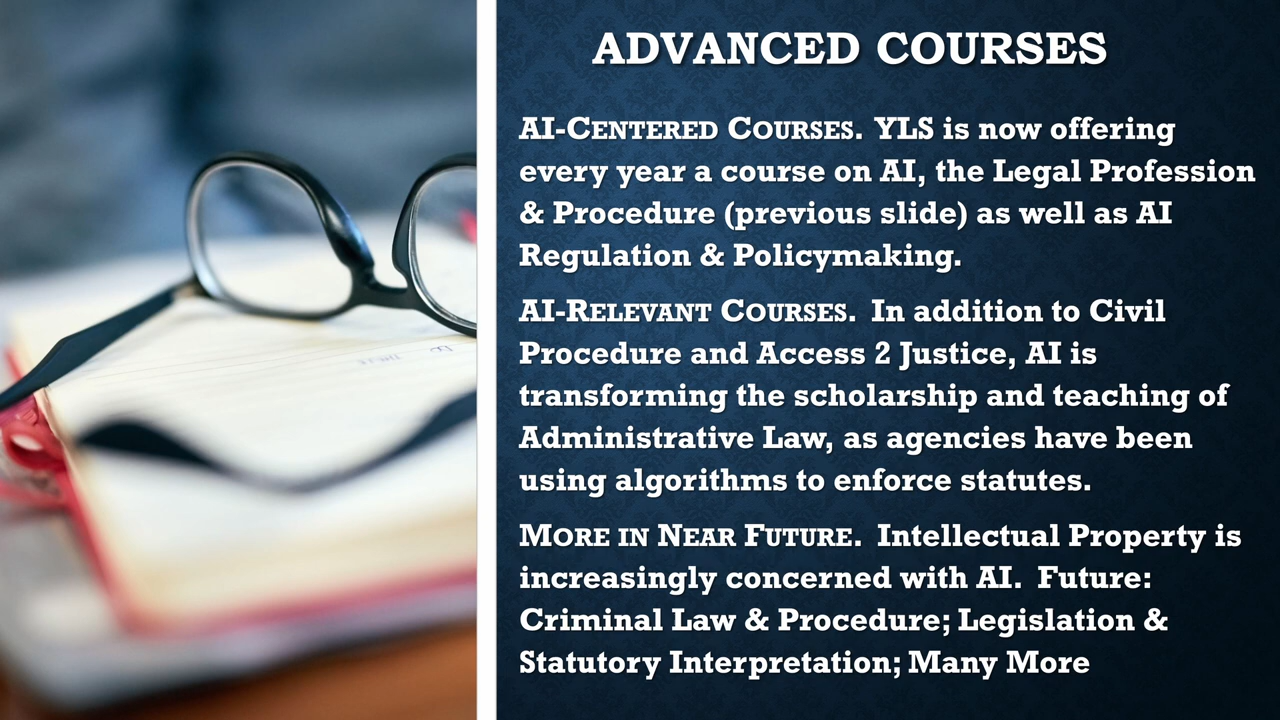 ADVANCED COURSES
AI-CENTERED COURSES. YLS is now offering
every year a course on AI, the Legal Profession
& Procedure (previous slide) as well as AI
Regulation & Policymaking.
AI-RELEVANT COURSES. In addition to Civil
Procedure and Access 2 Justice, AI is
transforming the scholarship and teaching of
Administrative Law, as agencies have been
using algorithms to enforce statutes.
MORE IN NEAR FUTURE. Intellectual Property is
increasingly concerned with AI. Future:
Criminal Law & Procedure; Legislation &
Statutory Interpretation; Many More